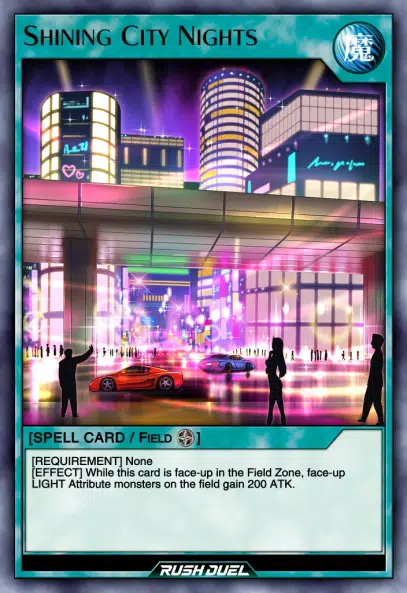 Shining City Nights
魔
[SPELL CARD / Field]
[REQUIREMENT] None
[EFFECT] While this card is face-up in the Field Zone, face-up
LIGHT Attribute monsters on the field gain 200 ATK.
RUSH DUEL